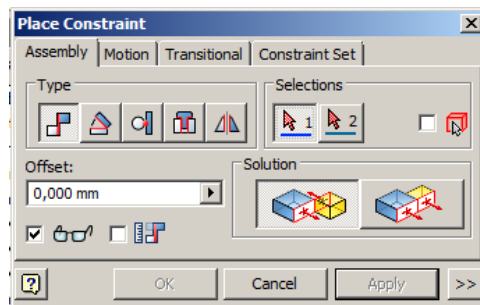 Place Constraint
Assembly Motion Transitional Constraint Set
Type
Selections
1 2
Offset:
Solution
0,000 mm
? OK Cancel Apply >>